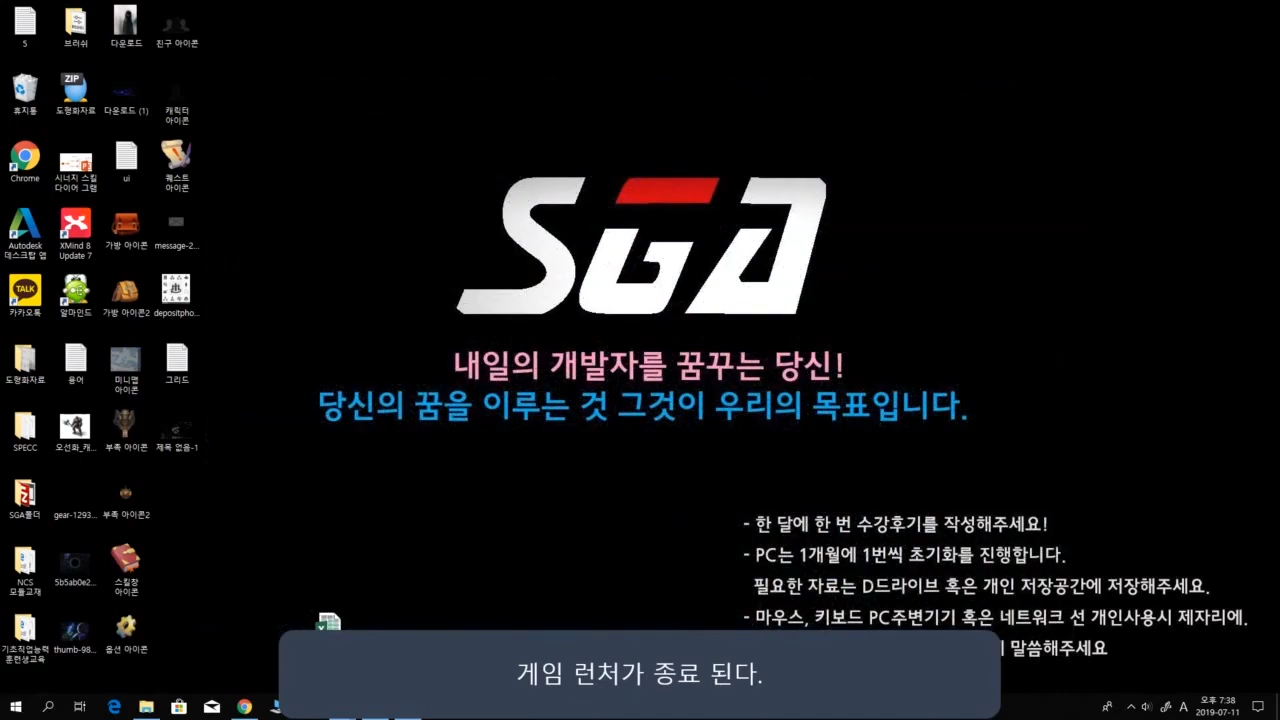 5
브러쉬
다운로드
친구 아이콘
휴지통
ZIP
도형화자료
다운로드 (1)
캐릭터
아이콘
Chrome
시너지 스킬
다이어 그램
ui
퀘스트
아이콘
Autodesk
데스크탑 앱
XMind 8
Update 7
가방 아이콘
message-2...
TALK
카카오톡
알마인드
가방 아이콘2
depositpho...
도형화자료
용어
미니맵
아이콘
그리드
SPECC
오선화_캐...
부족 아이콘
제목 없음-1
SGA폴더
gear-1293...
부족 아이콘2
NCS
모듈교재
5b5ab0e2...
스킬창
아이콘
기초직업능력
훈련생교육
thumb-98...
옵션 아이콘
SGA
내일의 개발자를 꿈꾸는 당신!
당신의 꿈을 이루는 것 그것이 우리의 목표입니다.
- 한 달에 한 번 수강후기를 작성해주세요!
- PC는 1개월에 1번씩 초기화를 진행합니다.
필요한 자료는 D드라이브 혹은 개인 저장공간에 저장해주세요.
- 마우스, 키보드 PC주변기기 혹은 네트워크 선 개인사용시 제자리에.
말씀해주세요
게임 런처가 종료 된다.
A
오후 7:38
2019-07-11